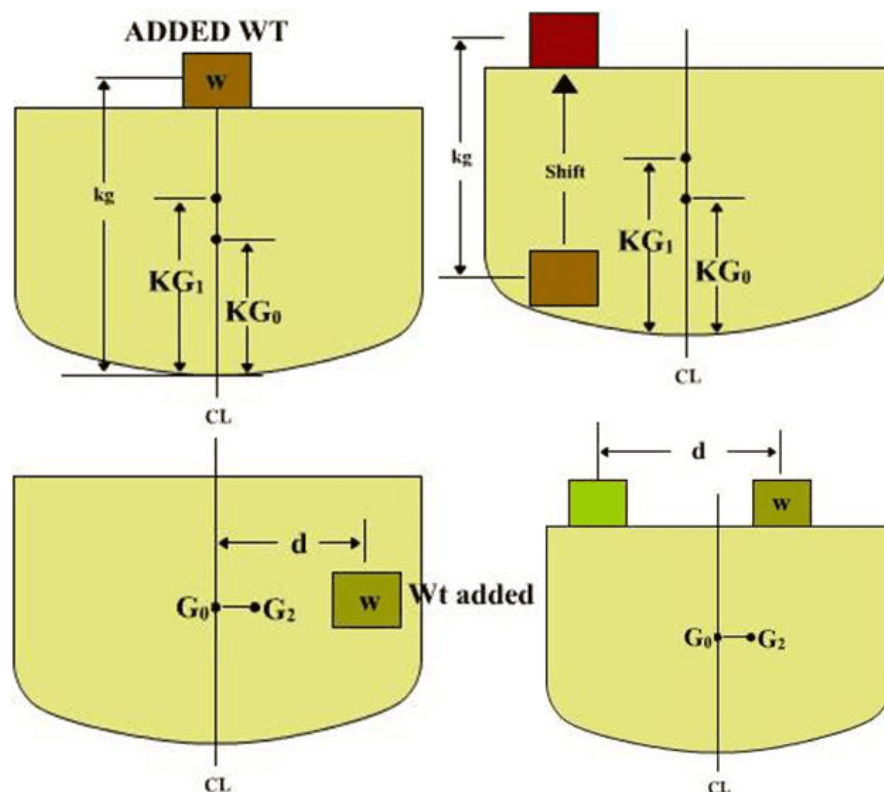 ADDED WT
w
kg
KG₁
KG₀
CL
kg
Shift
KG₁
KG₀
CL
d
G₀
G₂
w
Wt added
CL
d
w
G₀
G₂
CL